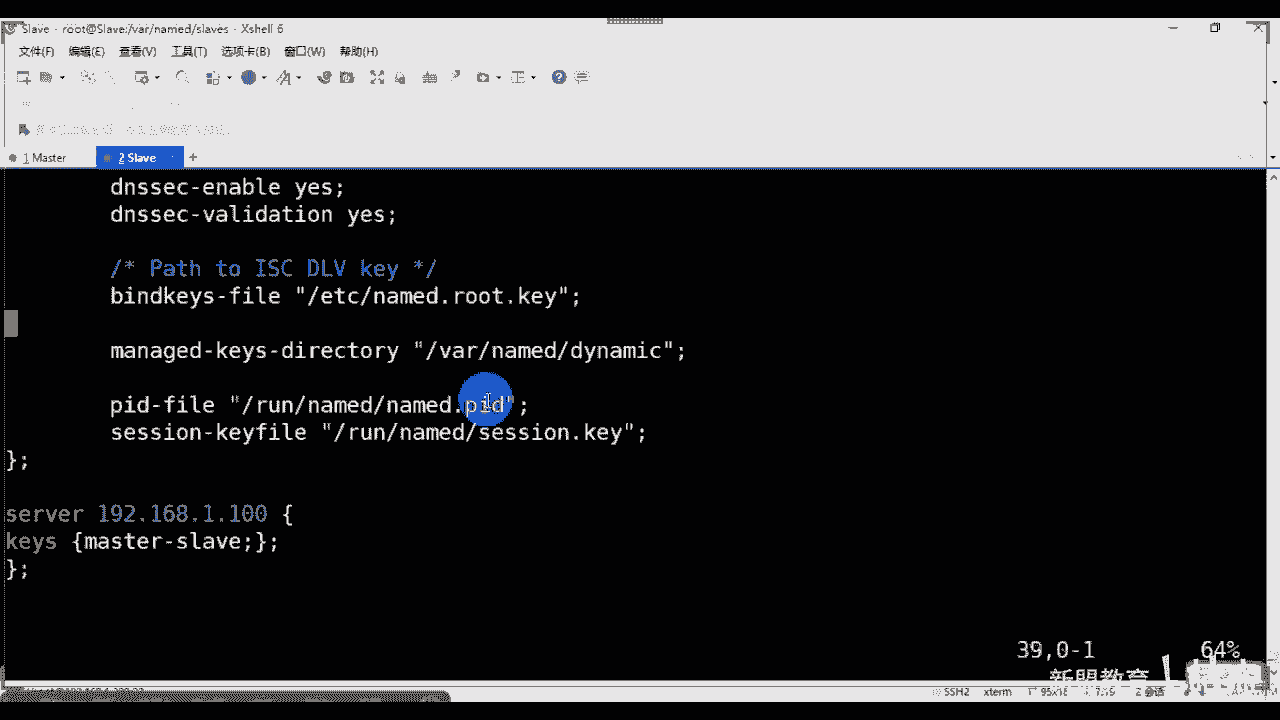 Slave - root@Slave:/var/named/slaves - Xshell 6
文件(F) 编辑(E) 查看(V) 工具(T) 选项卡(B) 窗口(W) 帮助(H)
1 Master 2 Slave +
dnssec-enable yes;
dnssec-validation yes;
/* Path to ISC DLV key */
bindkeys-file "/etc/named.root.key";
managed-keys-directory "/var/named/dynamic";
pid-file "/run/named/named.pid";
session-keyfile "/run/named/session.key";
};
server 192.168.1.100 {
keys {master-slave;};
};
39,0-1 64%
新盟教育
SSH2 xterm